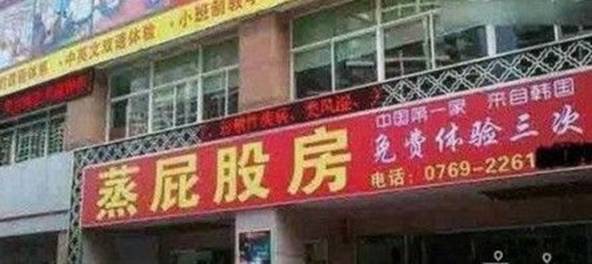 ·中英文双语体验·小班制教
蒸屁股房
中国第一家 来自韩国
免费体验三次
电话：0769-2261